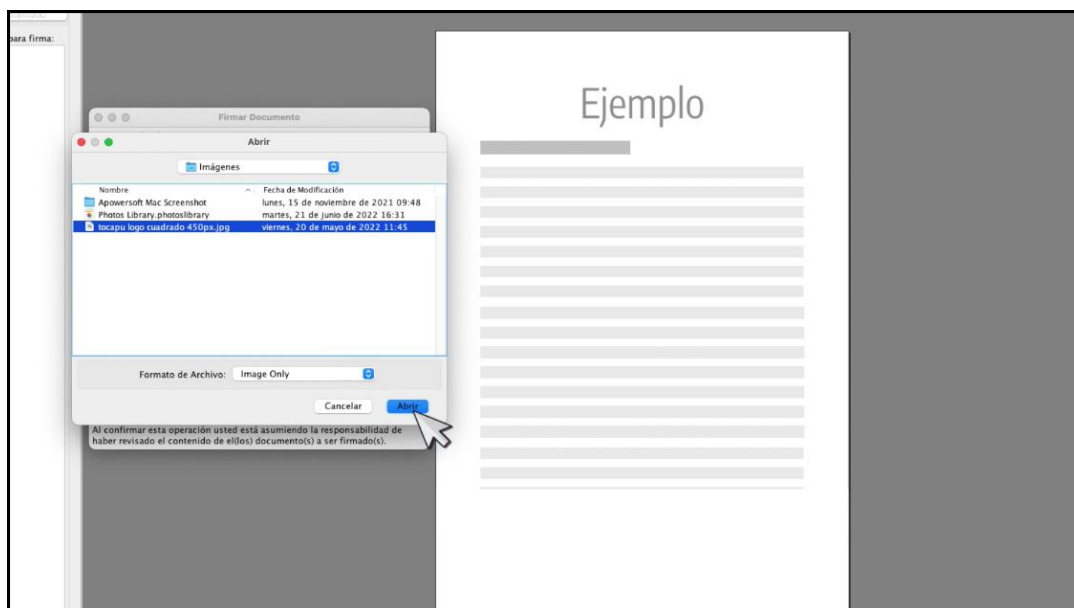 para firma:
Ejemplo
Firmar Documento
Abrir
Imágenes
Nombre Fecha de Modificación
Apowersoft Mac Screenshot lunes, 15 de noviembre de 2021 09:48
Photos Library.photoslibrary martes, 21 de junio de 2022 16:31
tocapu logo cuadrado 450px.jpg viernes, 20 de mayo de 2022 11:45
Formato de Archivo: Image Only
Cancelar Abrir
Al confirmar esta operación usted está asumiendo la responsabilidad de
haber revisado el contenido de el(los) documento(s) a ser firmado(s).